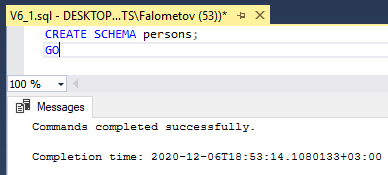 V6_1.sql - DESKTOP...TS\Falometov (53))*
CREATE SCHEMA persons;
GO
100 %
Messages
Commands completed successfully.
Completion time: 2020-12-06T18:53:14.1080133+03:00